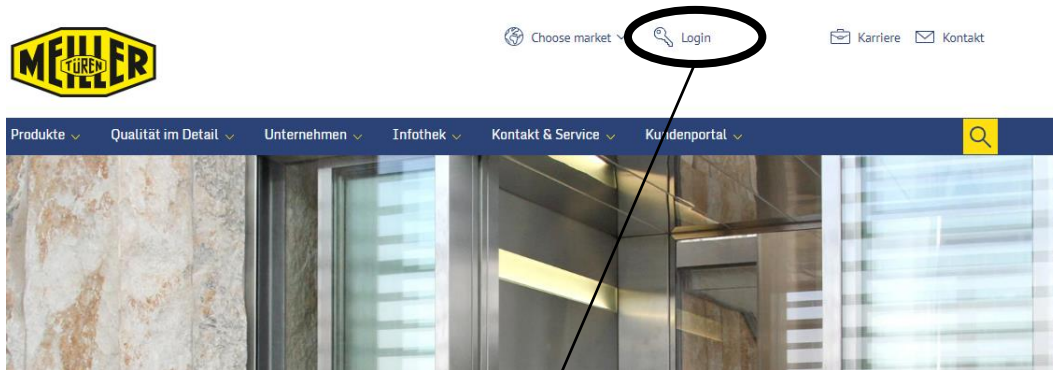 Choose market Login Karriere Kontakt
MEILLER
TÜREN
Produkte Qualität im Detail Unternehmen Infothek Kontakt & Service Kundenportal